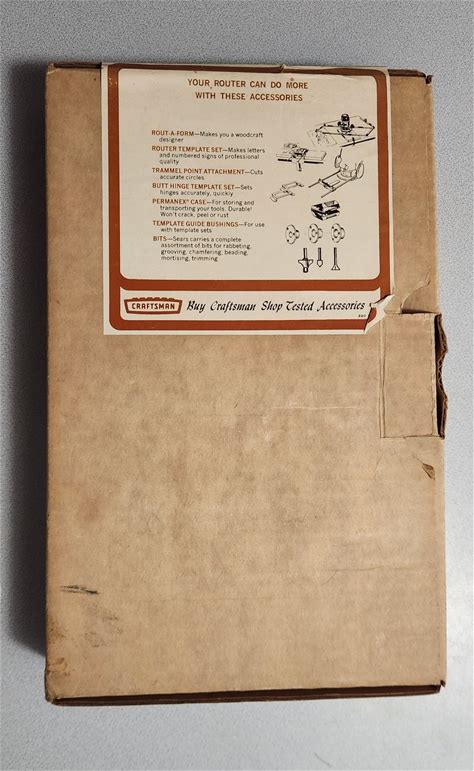 YOUR ROUTER CAN DO MORE
WITH THESE ACCESSORIES
ROUT-A-FORM—Makes you a woodcraft
designer
ROUTER TEMPLATE SET—Makes letters
and numbered signs of professional
quality
TRAMMEL POINT ATTACHMENT—Cuts
accurate circles
BUTT HINGE TEMPLATE SET—Sets
hinges accurately, quickly
PERMANEX® CASE—For storing and
transporting your tools. Durable!
Won't crack, peel or rust
TEMPLATE GUIDE BUSHINGS—For use
with template sets
BITS—Sears carries a complete
assortment of bits for rabbeting,
grooving, chamfering, beading,
mortising, trimming
CRAFTSMAN
Buy Craftsman Shop Tested Accessories